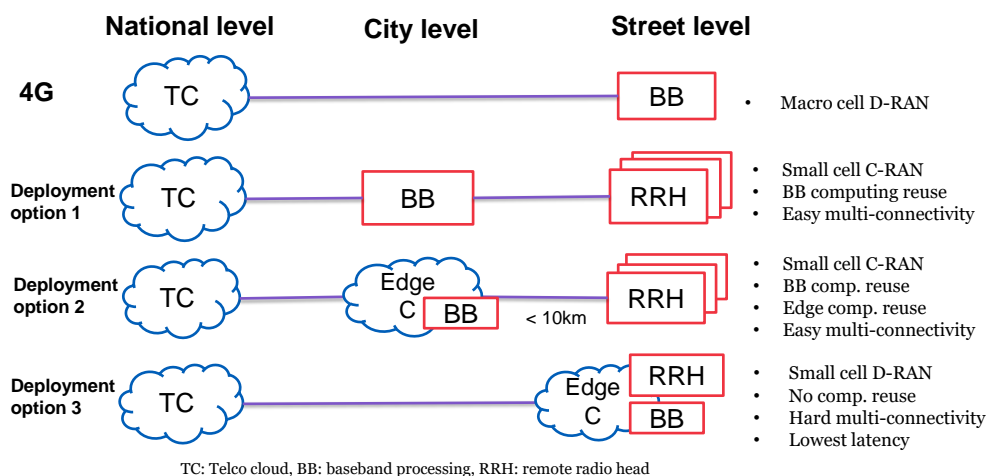 National level City level Street level
4G TC BB
• Macro cell D-RAN
Deployment option 1
TC BB RRH
• Small cell C-RAN
• BB computing reuse
• Easy multi-connectivity
Deployment option 2
TC Edge C BB < 10km RRH
• Small cell C-RAN
• BB comp. reuse
• Edge comp. reuse
• Easy multi-connectivity
Deployment option 3
TC Edge C RRH BB
• Small cell D-RAN
• No comp. reuse
• Hard multi-connectivity
• Lowest latency
TC: Telco cloud, BB: baseband processing, RRH: remote radio head